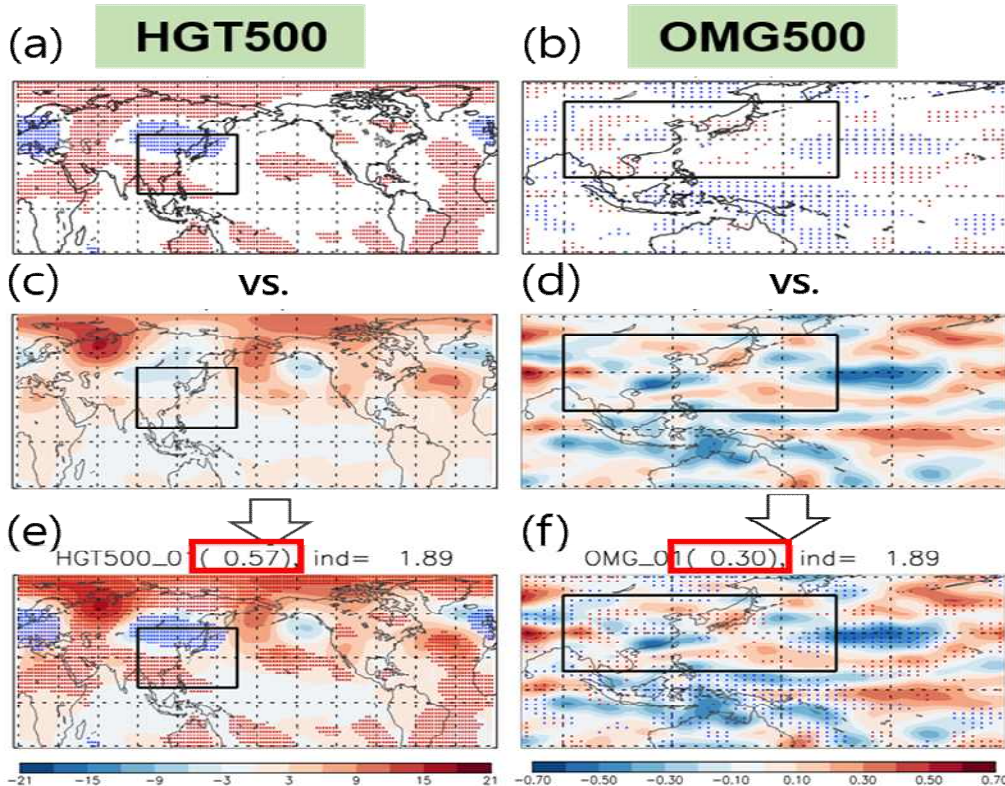 (a) HGT500 (b) OMG500
(c) vs. (d) vs.
(e) (f)
HGT500_01( 0.57), ind= 1.89 OMG_01( 0.30), ind= 1.89
−21 −15 −9 −3 3 9 15 21 −0.70 −0.50 −0.30 −0.10 0.10 0.30 0.50 0.70